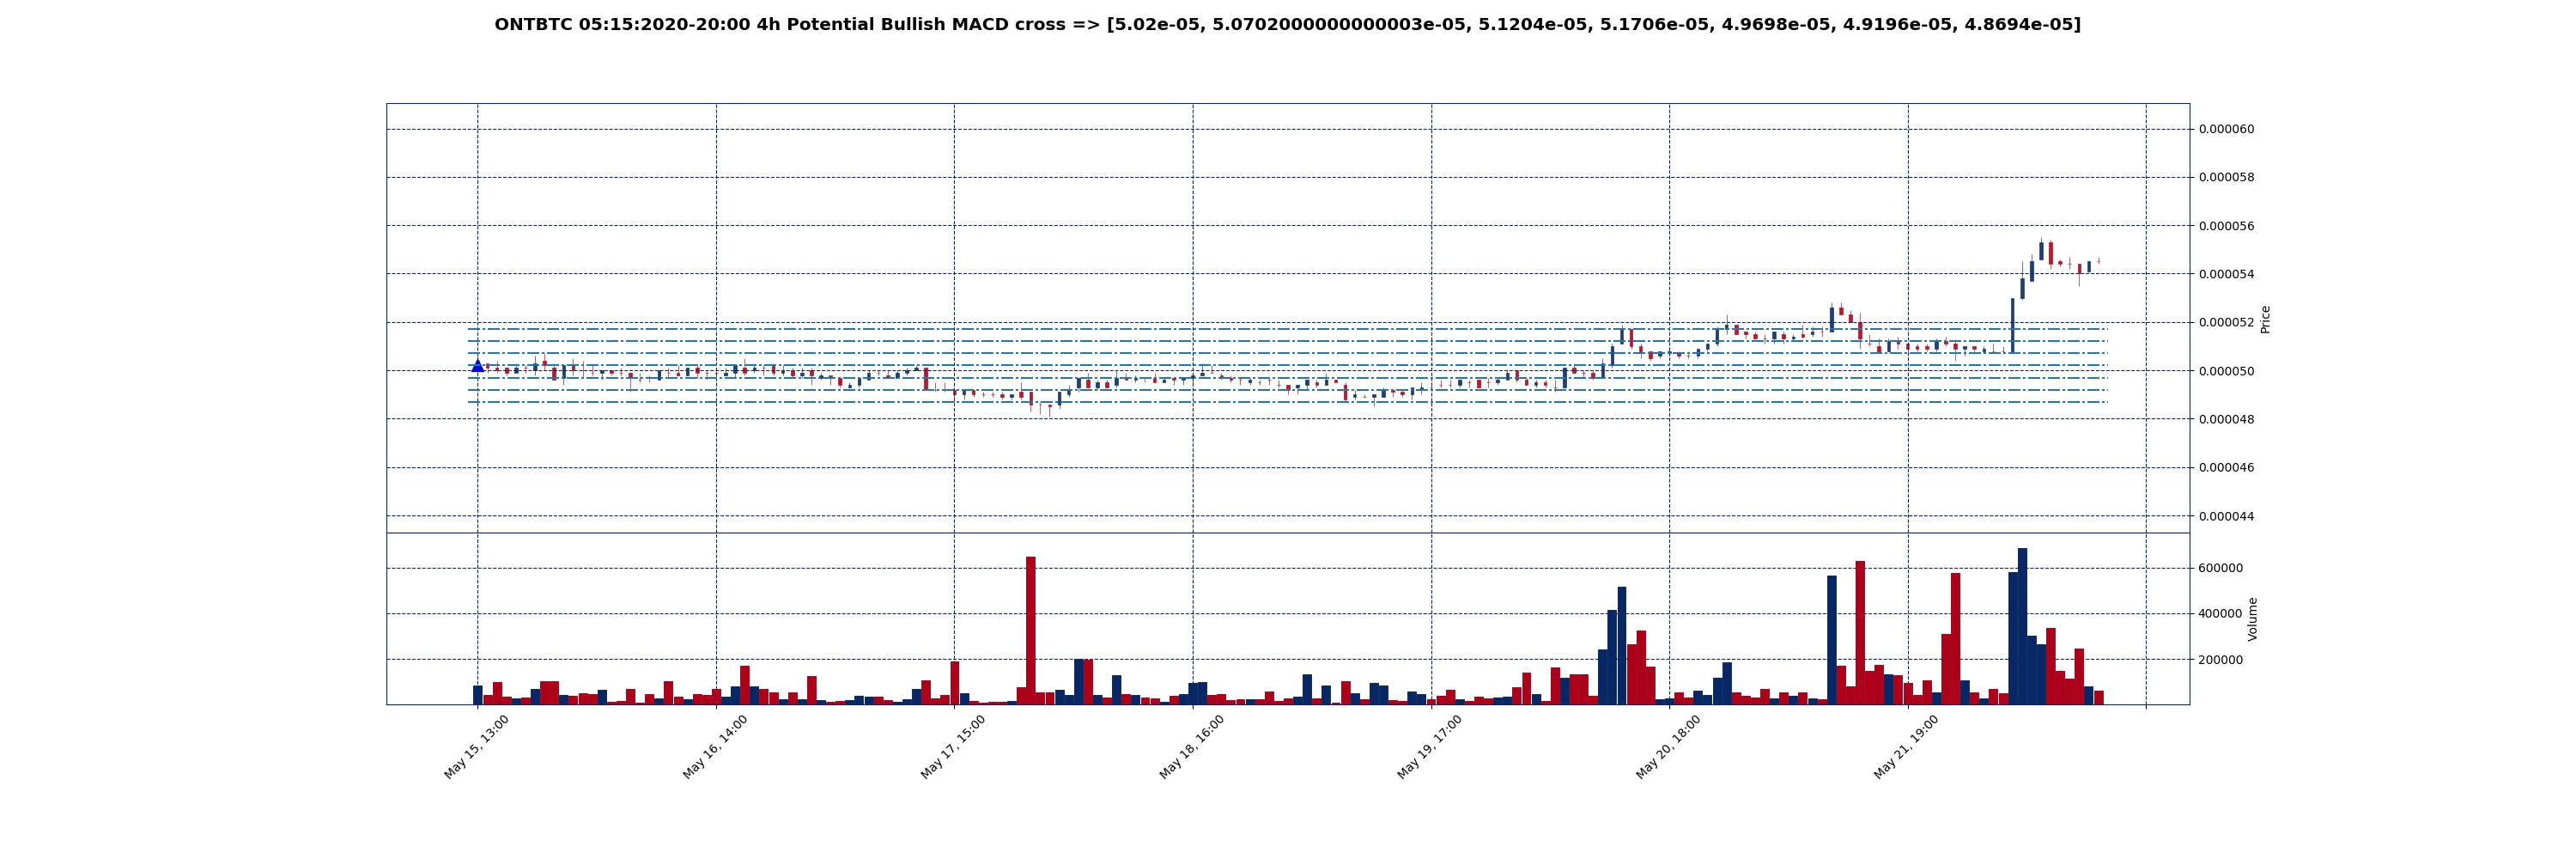 ONTBTC 05:15:2020-20:00 4h Potential Bullish MACD cross => [5.02e-05, 5.0702000000000003e-05, 5.1204e-05, 5.1706e-05, 4.9698e-05, 4.9196e-05, 4.8694e-05]
0.000060
0.000058
0.000056
0.000054
0.000052
0.000050
0.000048
0.000046
0.000044
Price
600000
400000
200000
Volume
May 15, 13:00
May 16, 14:00
May 17, 15:00
May 18, 16:00
May 19, 17:00
May 20, 18:00
May 21, 19:00